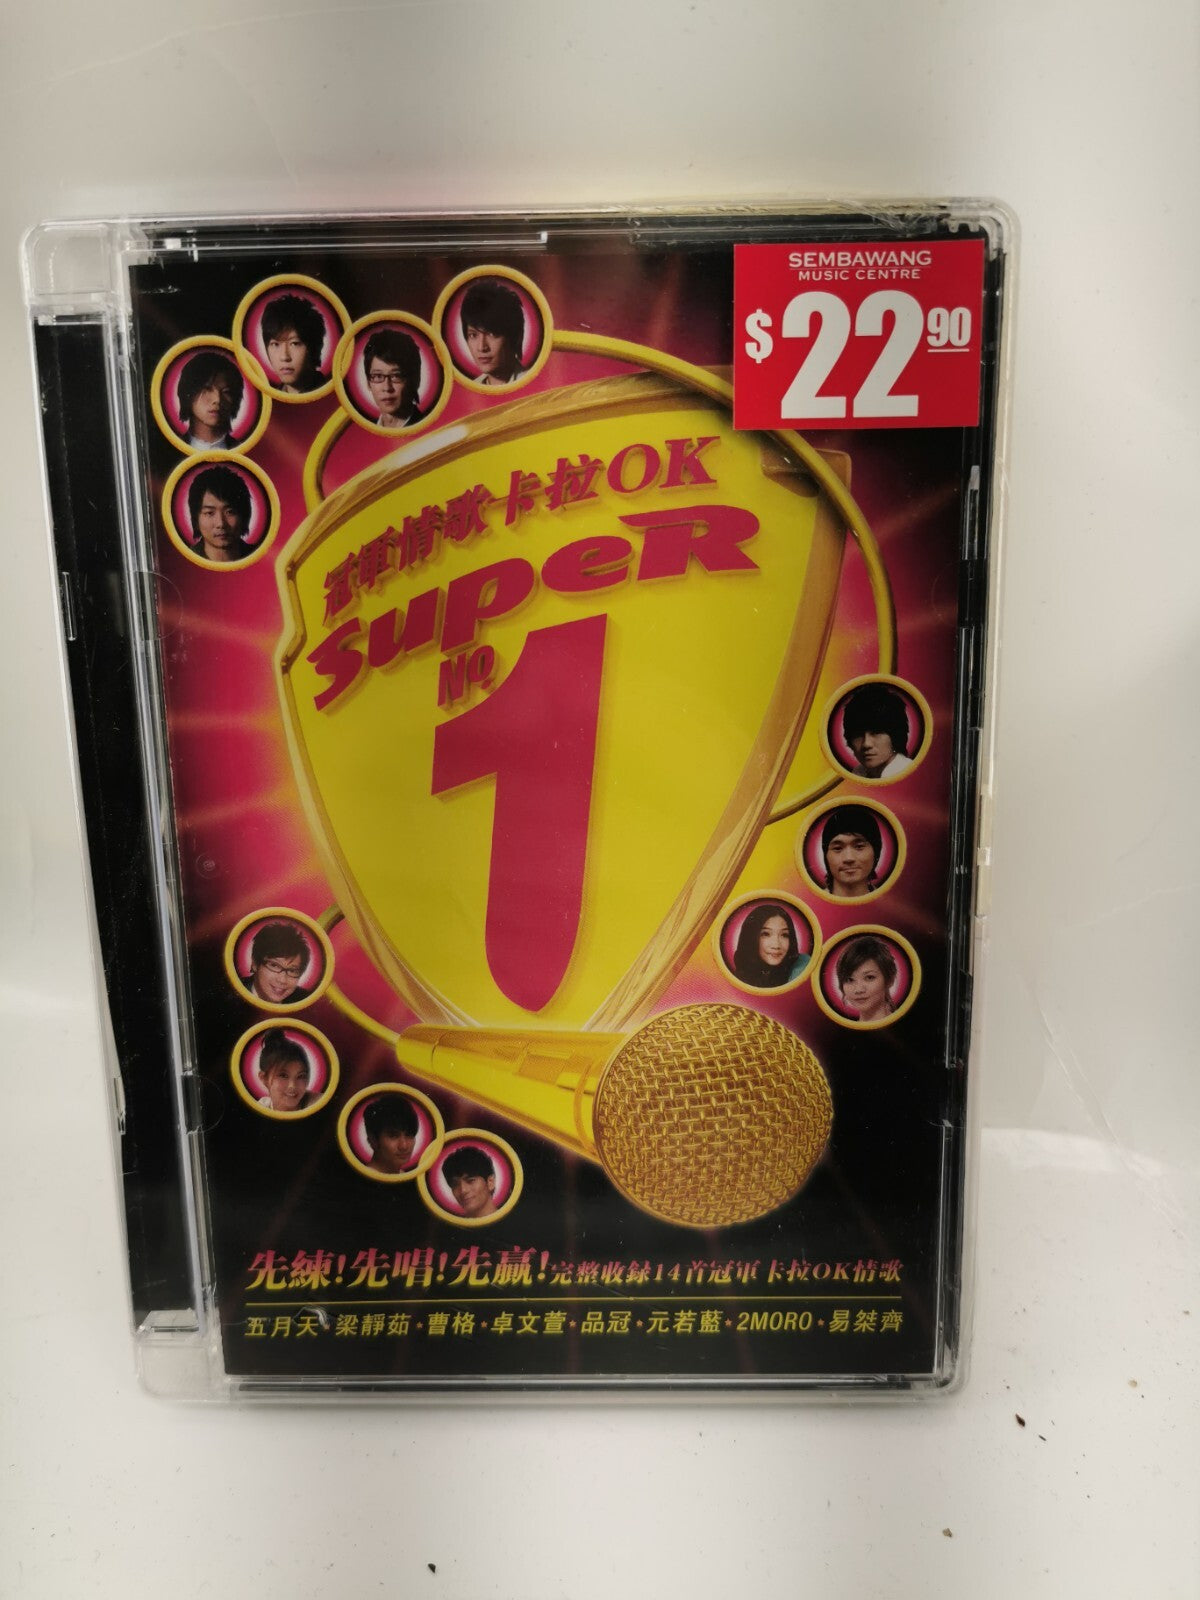 SEMBAWANG
MUSIC CENTRE
$22.90
冠軍情歌卡拉OK
SUPER
NO.
1
先練!先唱!先贏!完整收錄14首冠軍卡拉OK情歌
五月天•梁靜茹•曹格•卓文萱•品冠•元若藍•2MORO•易桀齊